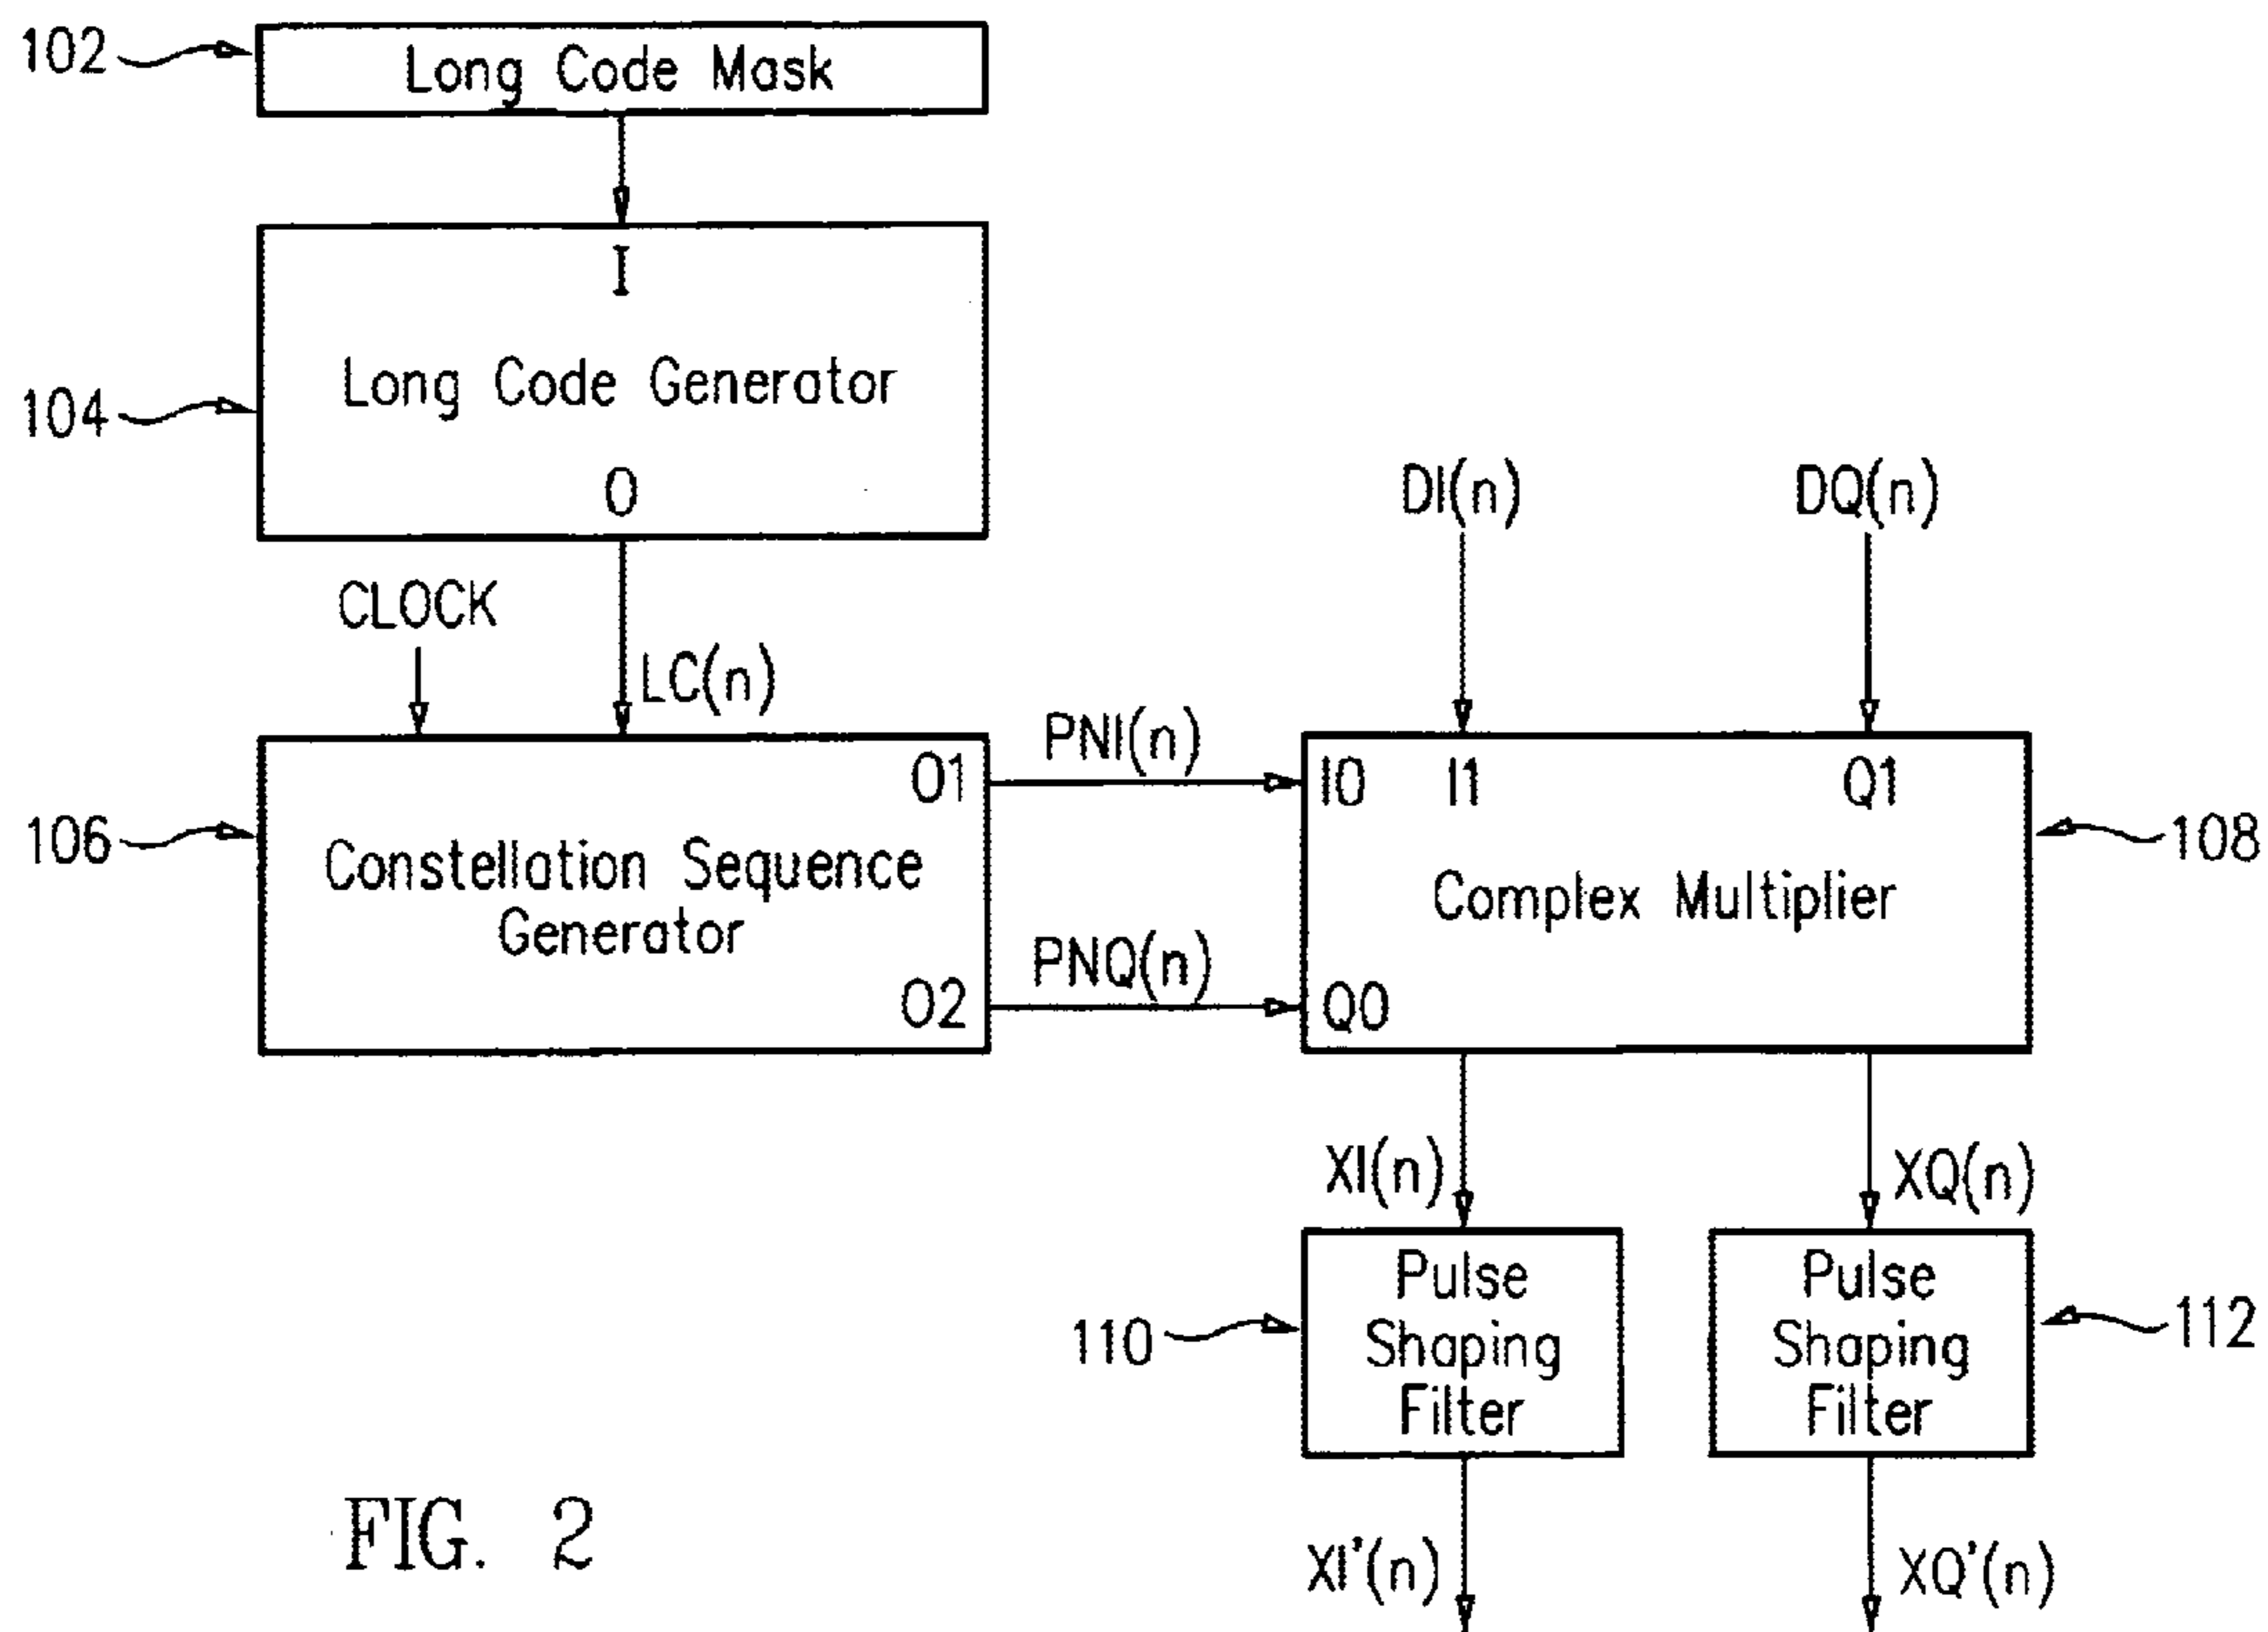 102
Long Code Mask
I
Long Code Generator
104
O
DI(n)
DQ(n)
CLOCK
LC(n)
PNI(n)
O1
I0 I1 Q1
106
Constellation Sequence
Generator
108
Complex Multiplier
PNQ(n)
O2
Q0
XI(n)
XQ(n)
110
Pulse
Shaping
Filter
Pulse
Shaping
Filter
112
XI'(n)
XQ'(n)
FIG. 2